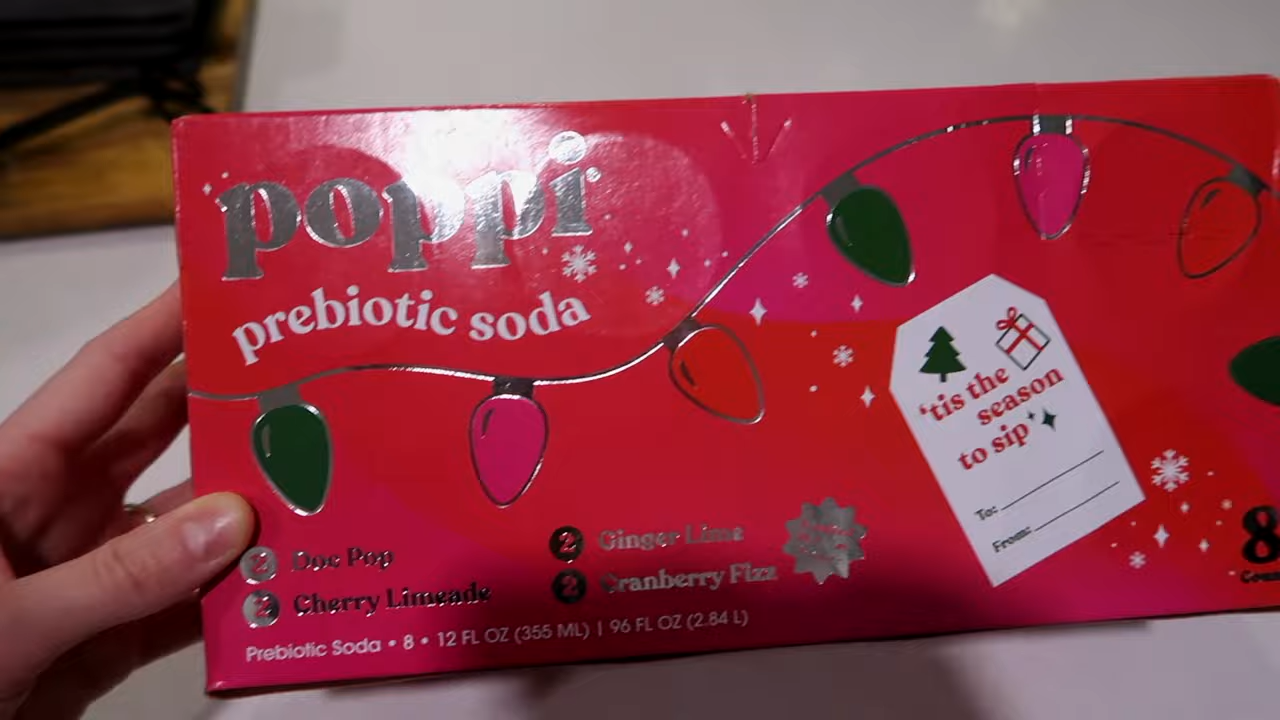 poppi
prebiotic soda
'tis the
season
to sip
To:
From:
2 Doc Pop
2 Cherry Limeade
2 Ginger Lime
2 Cranberry Fizz
Prebiotic Soda • 8 • 12 FL OZ (355 ML) | 96 FL OZ (2.84 L)
8